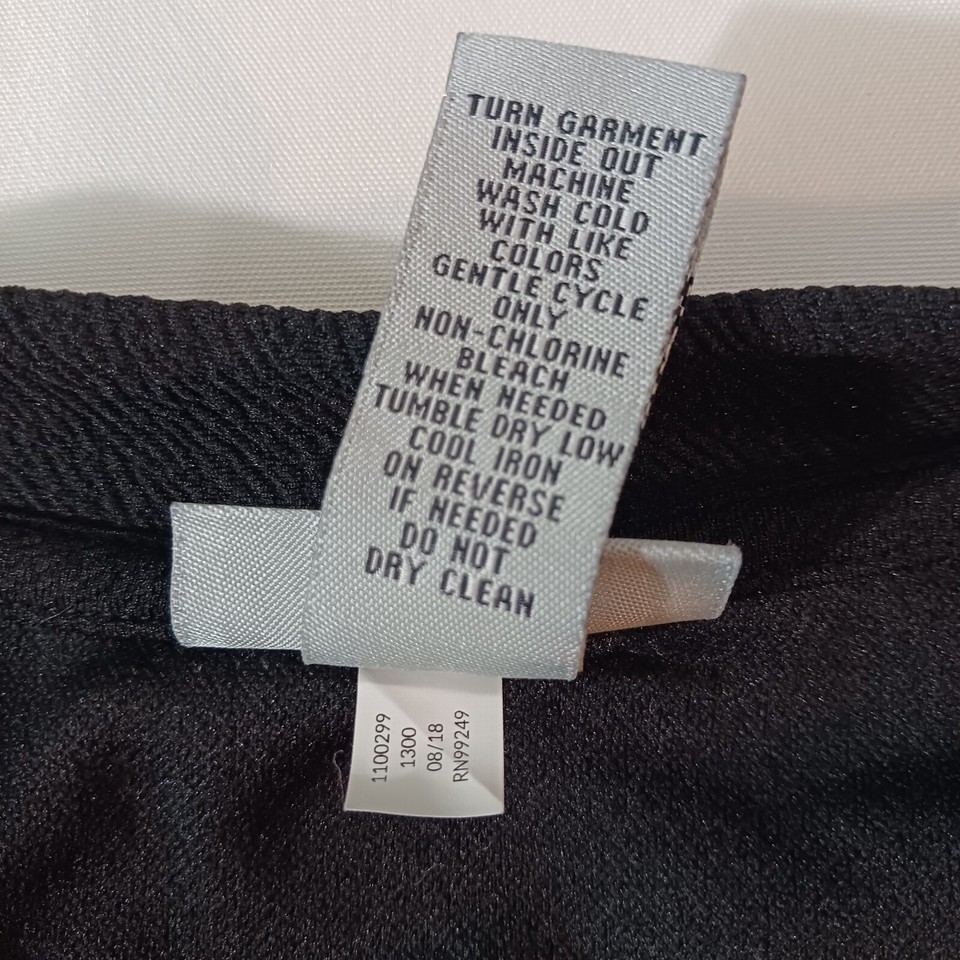 TURN GARMENT
INSIDE OUT
MACHINE
WASH COLD
WITH LIKE
COLORS
GENTLE CYCLE
ONLY
NON-CHLORINE
BLEACH
WHEN NEEDED
TUMBLE DRY LOW
COOL IRON
ON REVERSE
IF NEEDED
DO NOT
DRY CLEAN
1100299
1300
08/18
RN99249